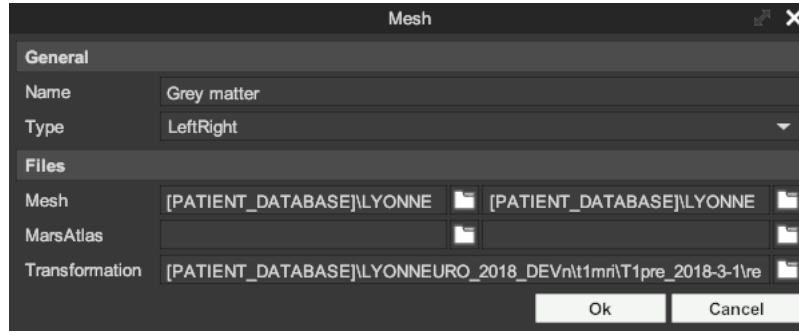 Mesh
General
Name Grey matter
Type LeftRight
Files
Mesh [PATIENT_DATABASE]\LYONNE [PATIENT_DATABASE]\LYONNE
MarsAtlas
Transformation [PATIENT_DATABASE]\LYONNEURO_2018_DEVn\t1mri\T1pre_2018-3-1\re
Ok Cancel